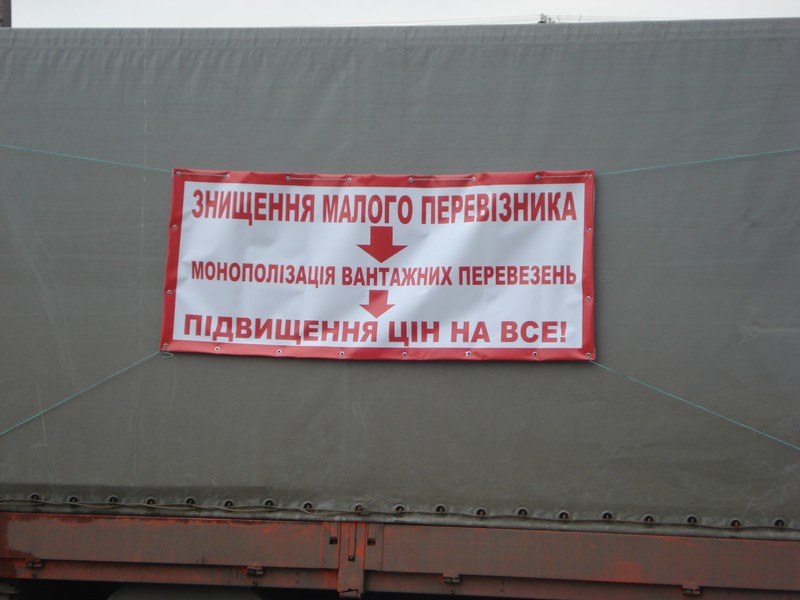 ЗНИЩЕННЯ МАЛОГО ПЕРЕВІЗНИКА
МОНОПОЛІЗАЦІЯ ВАНТАЖНИХ ПЕРЕВЕЗЕНЬ
ПІДВИЩЕННЯ ЦІН НА ВСЕ!